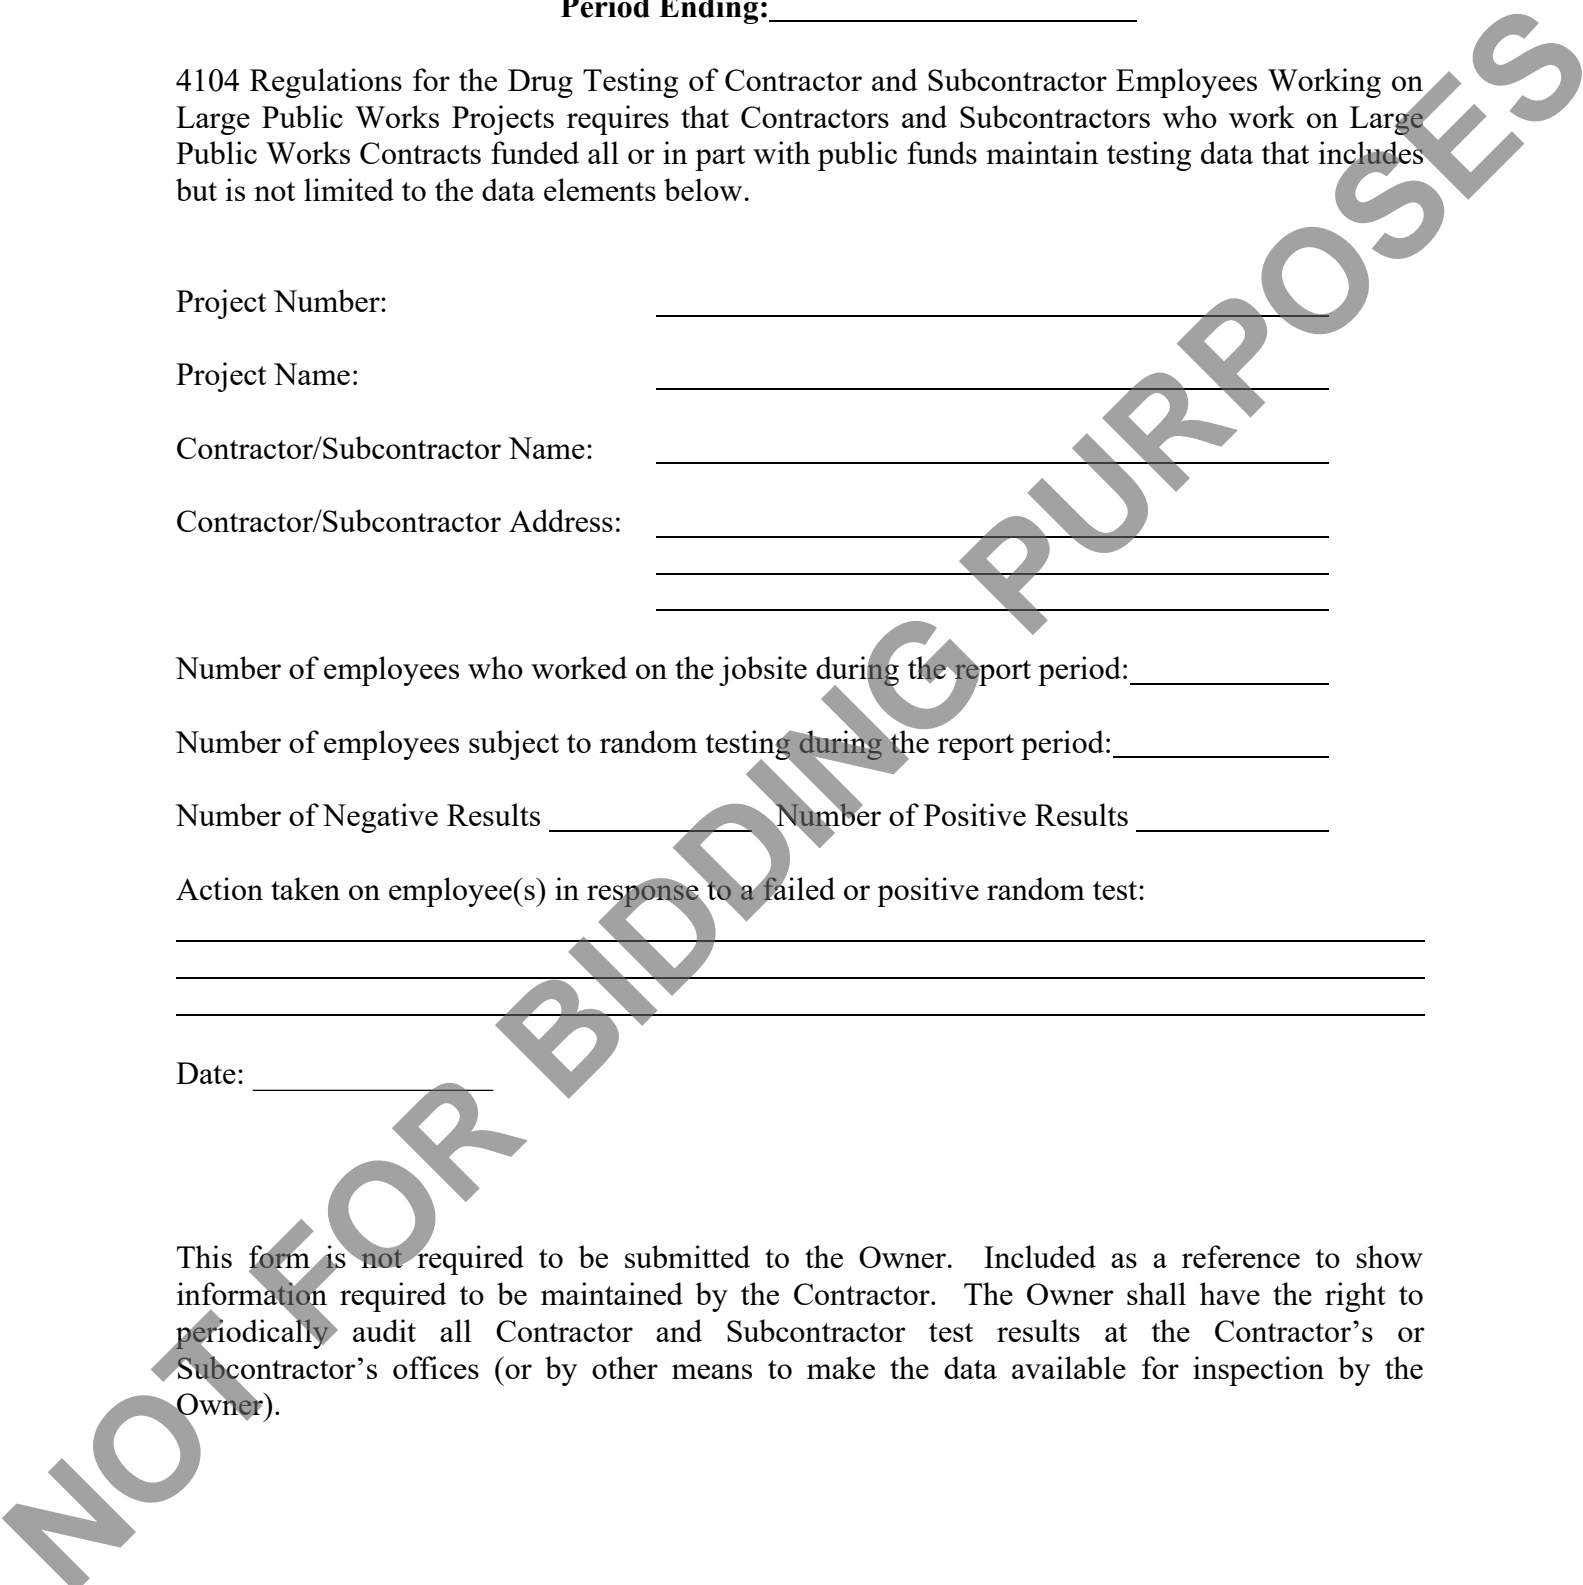 Period Ending:
4104 Regulations for the Drug Testing of Contractor and Subcontractor Employees Working on
Large Public Works Projects requires that Contractors and Subcontractors who work on Large
Public Works Contracts funded all or in part with public funds maintain testing data that includes
but is not limited to the data elements below.
Project Number:
Project Name:
Contractor/Subcontractor Name:
Contractor/Subcontractor Address:
Number of employees who worked on the jobsite during the report period:
Number of employees subject to random testing during the report period:
Number of Negative Results Number of Positive Results
Action taken on employee(s) in response to a failed or positive random test:
Date:
This form is not required to be submitted to the Owner. Included as a reference to show
information required to be maintained by the Contractor. The Owner shall have the right to
periodically audit all Contractor and Subcontractor test results at the Contractor’s or
Subcontractor’s offices (or by other means to make the data available for inspection by the
Owner).
NOT FOR BIDDING PURPOSES